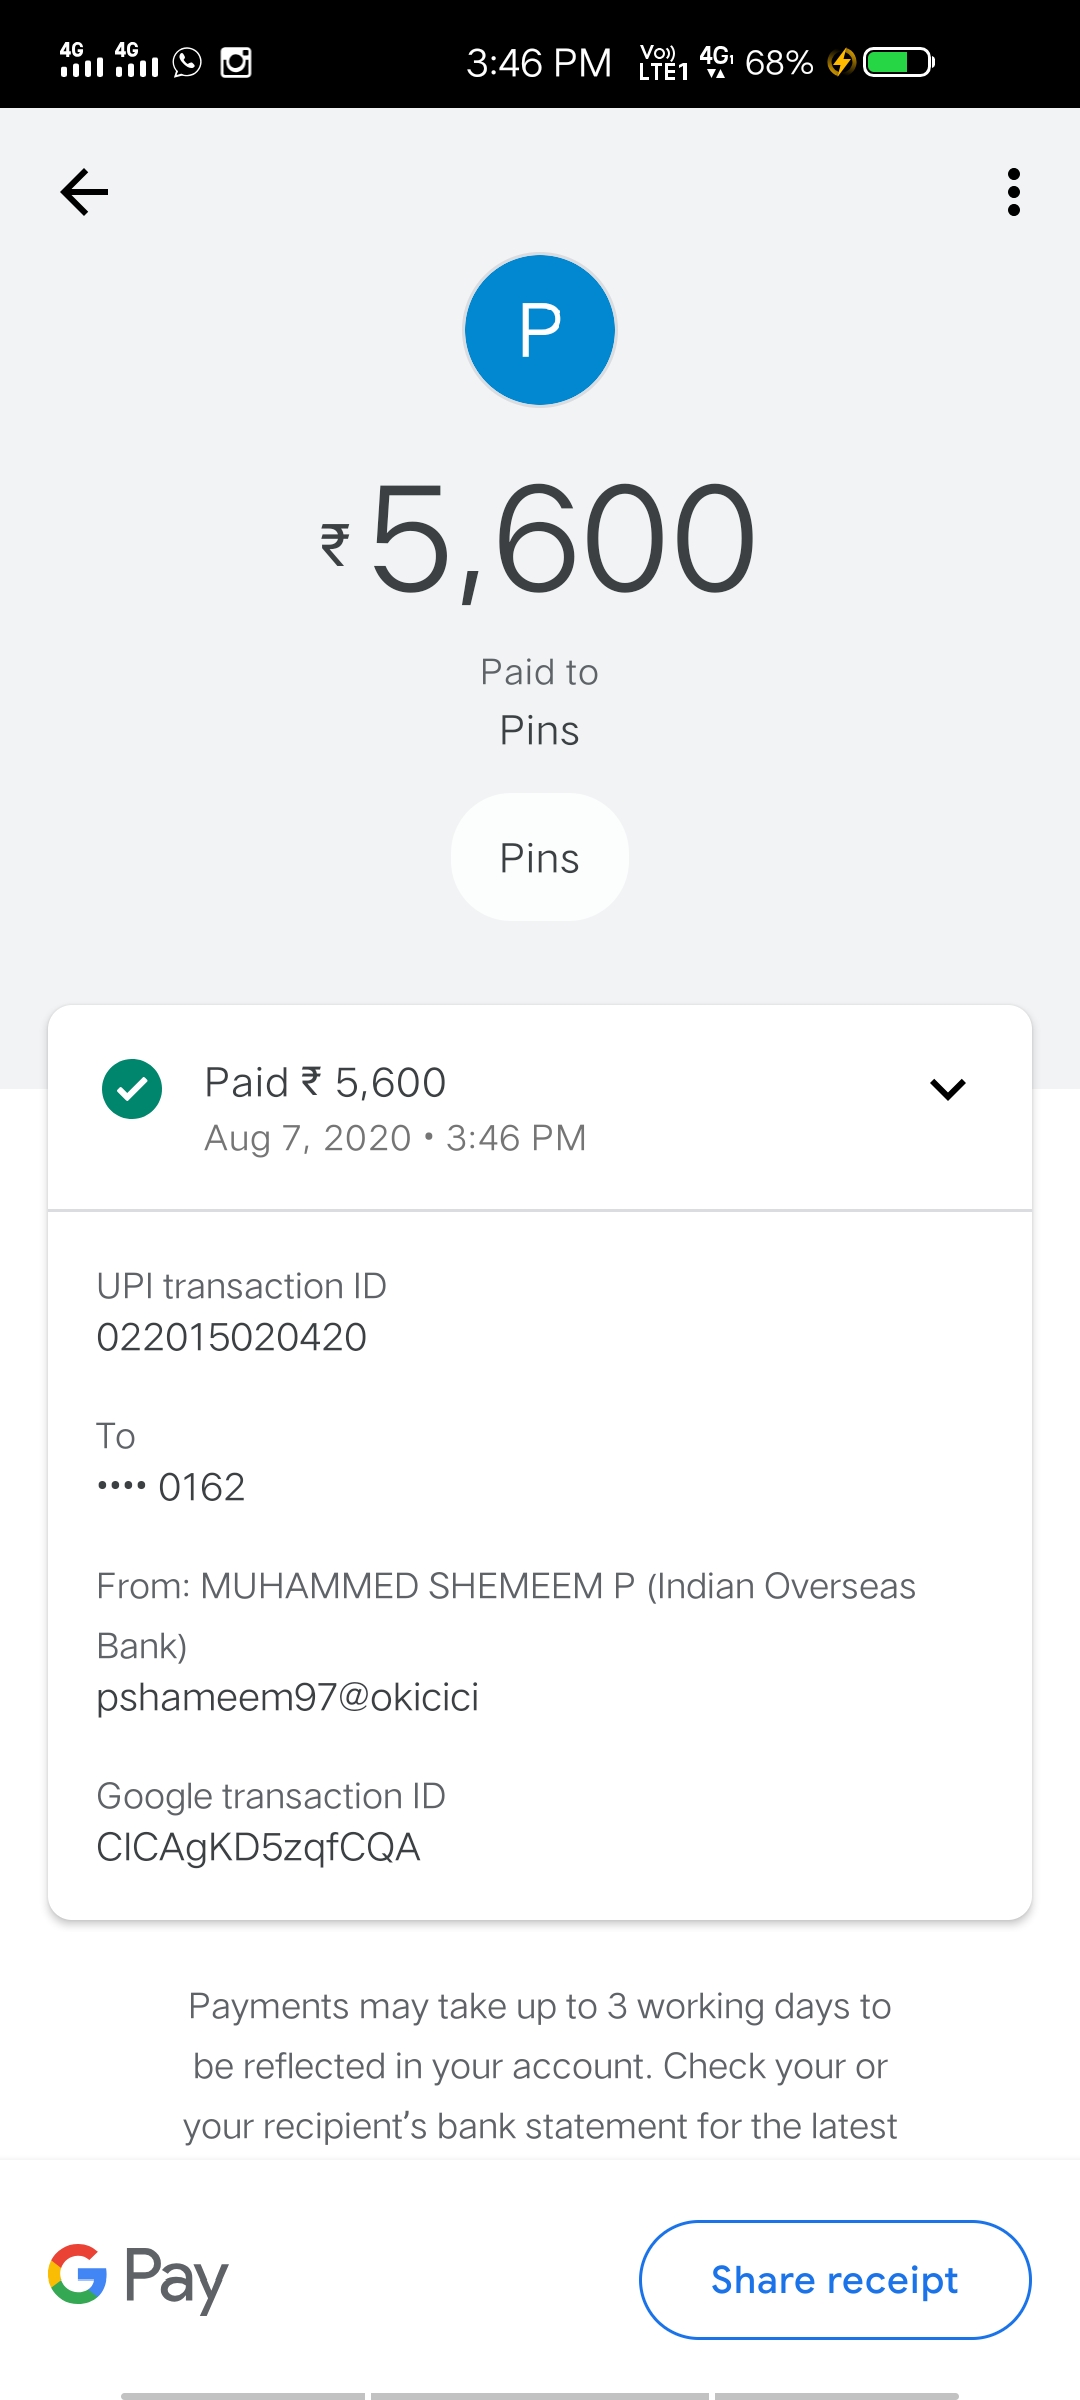 4G 4G 3:46 PM Vo)) LTE1 4G1 68%
P
₹5,600
Paid to
Pins
Pins
Paid ₹ 5,600
Aug 7, 2020 • 3:46 PM
UPI transaction ID
022015020420
To
•••• 0162
From: MUHAMMED SHEMEEM P (Indian Overseas
Bank)
pshameem97@okicici
Google transaction ID
CICAgKD5zqfCQA
Payments may take up to 3 working days to
be reflected in your account. Check your or
your recipient's bank statement for the latest
G Pay
Share receipt